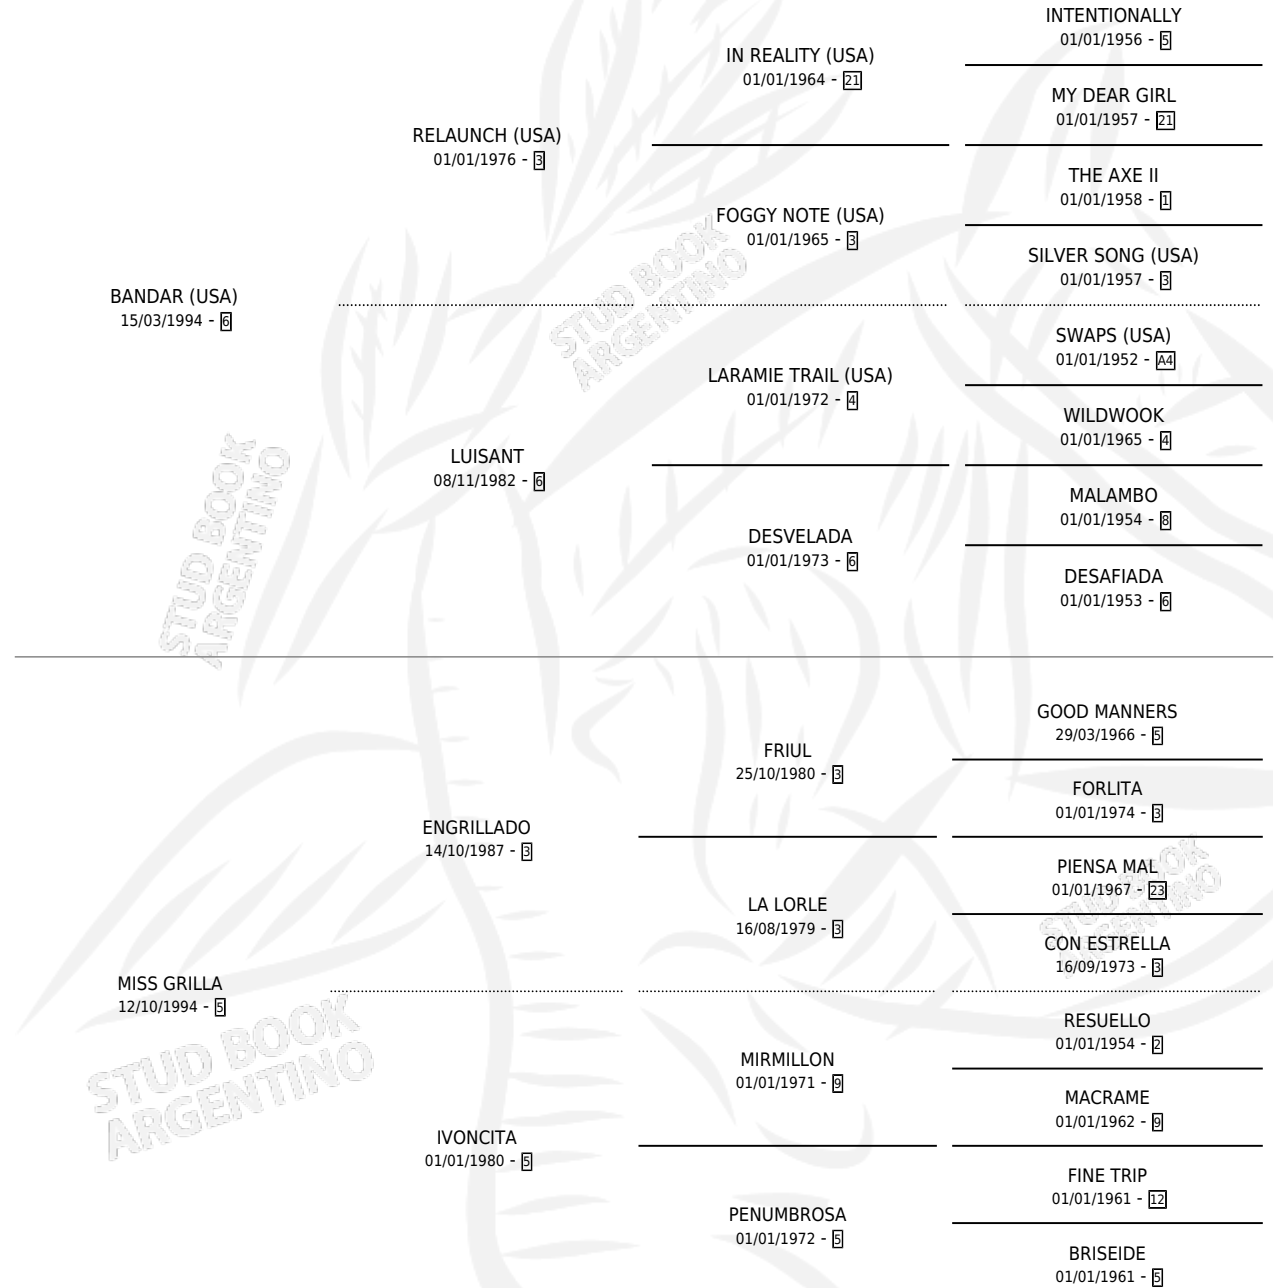 INTENTIONALLY
01/01/1956 - 5
IN REALITY (USA)
01/01/1964 - 21
MY DEAR GIRL
01/01/1957 - 21
RELAUNCH (USA)
01/01/1976 - 3
THE AXE II
01/01/1958 - 1
FOGGY NOTE (USA)
01/01/1965 - 3
SILVER SONG (USA)
01/01/1957 - 3
BANDAR (USA)
15/03/1994 - 6
SWAPS (USA)
01/01/1952 - A4
LARAMIE TRAIL (USA)
01/01/1972 - 4
WILDWOOK
01/01/1965 - 4
LUISANT
08/11/1982 - 6
MALAMBO
01/01/1954 - 8
DESVELADA
01/01/1973 - 6
DESAFIADA
01/01/1953 - 6
STUD BOOK
ARGENTINO
STUD BOOK
ARGENTINO
GOOD MANNERS
29/03/1966 - 5
FRIUL
25/10/1980 - 3
FORLITA
01/01/1974 - 3
ENGRILLADO
14/10/1987 - 3
PIENSA MAL
01/01/1967 - 23
LA LORLE
16/08/1979 - 3
CON ESTRELLA
16/09/1973 - 3
MISS GRILLA
12/10/1994 - 5
RESUELLO
01/01/1954 - 2
MIRMILLON
01/01/1971 - 9
MACRAME
01/01/1962 - 9
IVONCITA
01/01/1980 - 5
FINE TRIP
01/01/1961 - 12
PENUMBROSA
01/01/1972 - 5
BRISEIDE
01/01/1961 - 5
STUD BOOK
ARGENTINO
STUD BOOK
ARGENTINO